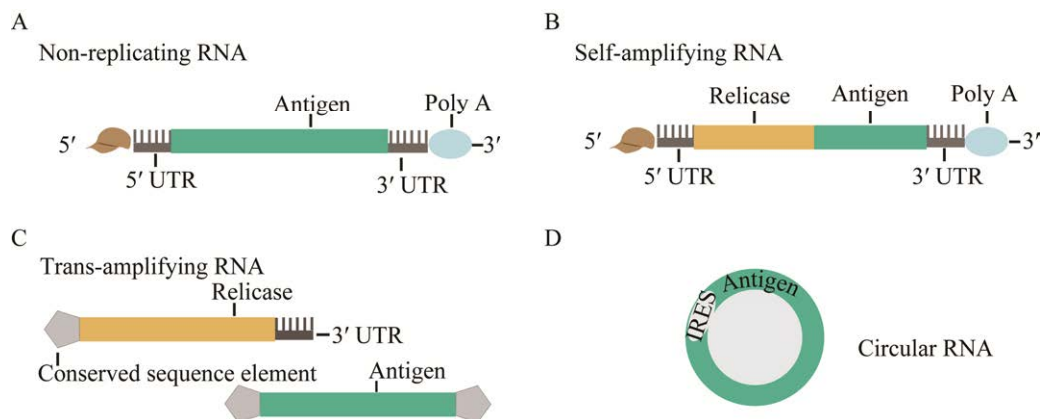 A
Non-replicating RNA
Antigen
Poly A
5′
3′
5′ UTR
3′ UTR
B
Self-amplifying RNA
Relicase
Antigen
Poly A
5′
3′
5′ UTR
3′ UTR
C
Trans-amplifying RNA
Relicase
3′ UTR
Conserved sequence element
Antigen
D
IRES
Antigen
Circular RNA